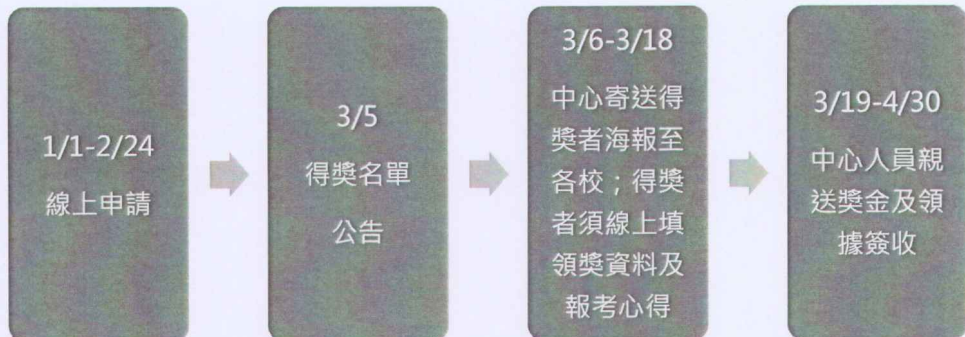 1/1-2/24
線上申請
3/5
得獎名單
公告
3/6-3/18
中心寄送得
獎者海報至
各校；得獎
者須線上填
領獎資料及
報考心得
3/19-4/30
中心人員親
送獎金及領
據簽收